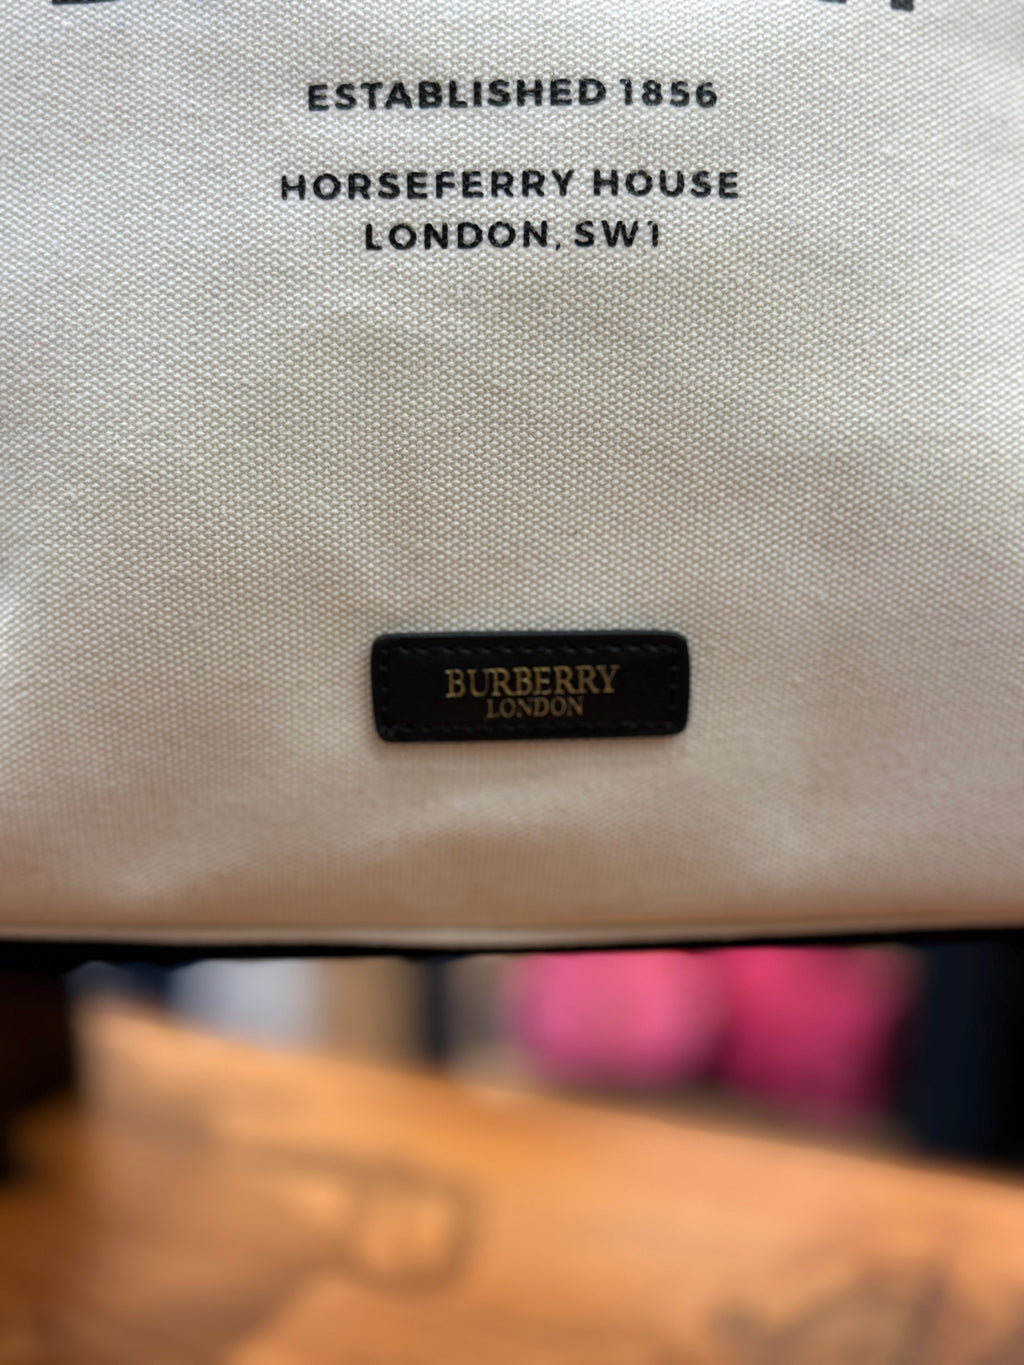 ESTABLISHED 1856
HORSEFERRY HOUSE
LONDON, SW1
BURBERRY
LONDON